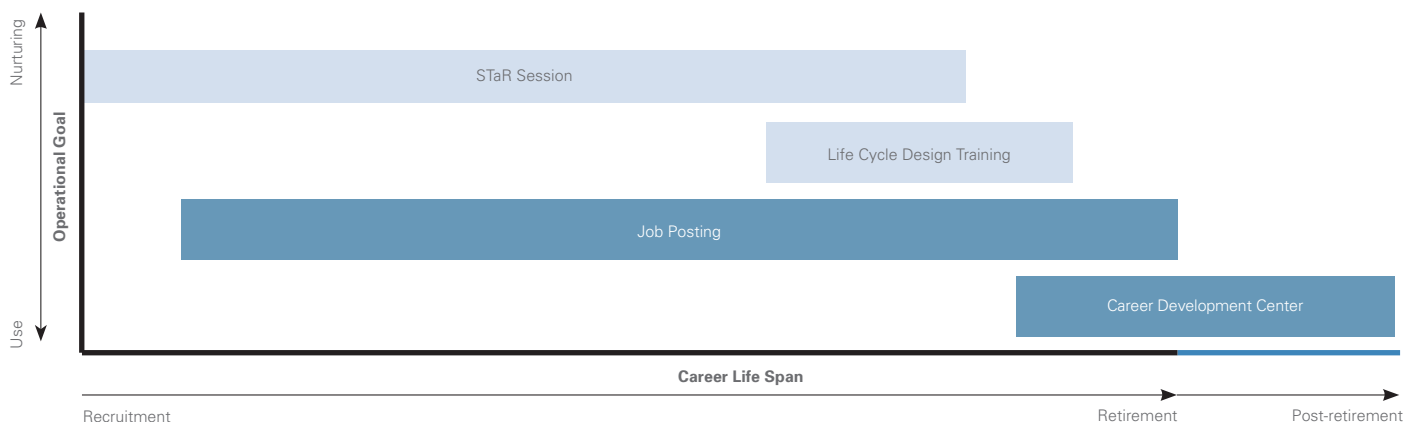 Nurturing
Operational Goal
Use
STaR Session
Life Cycle Design Training
Job Posting
Career Development Center
Career Life Span
Recruitment
Retirement
Post-retirement